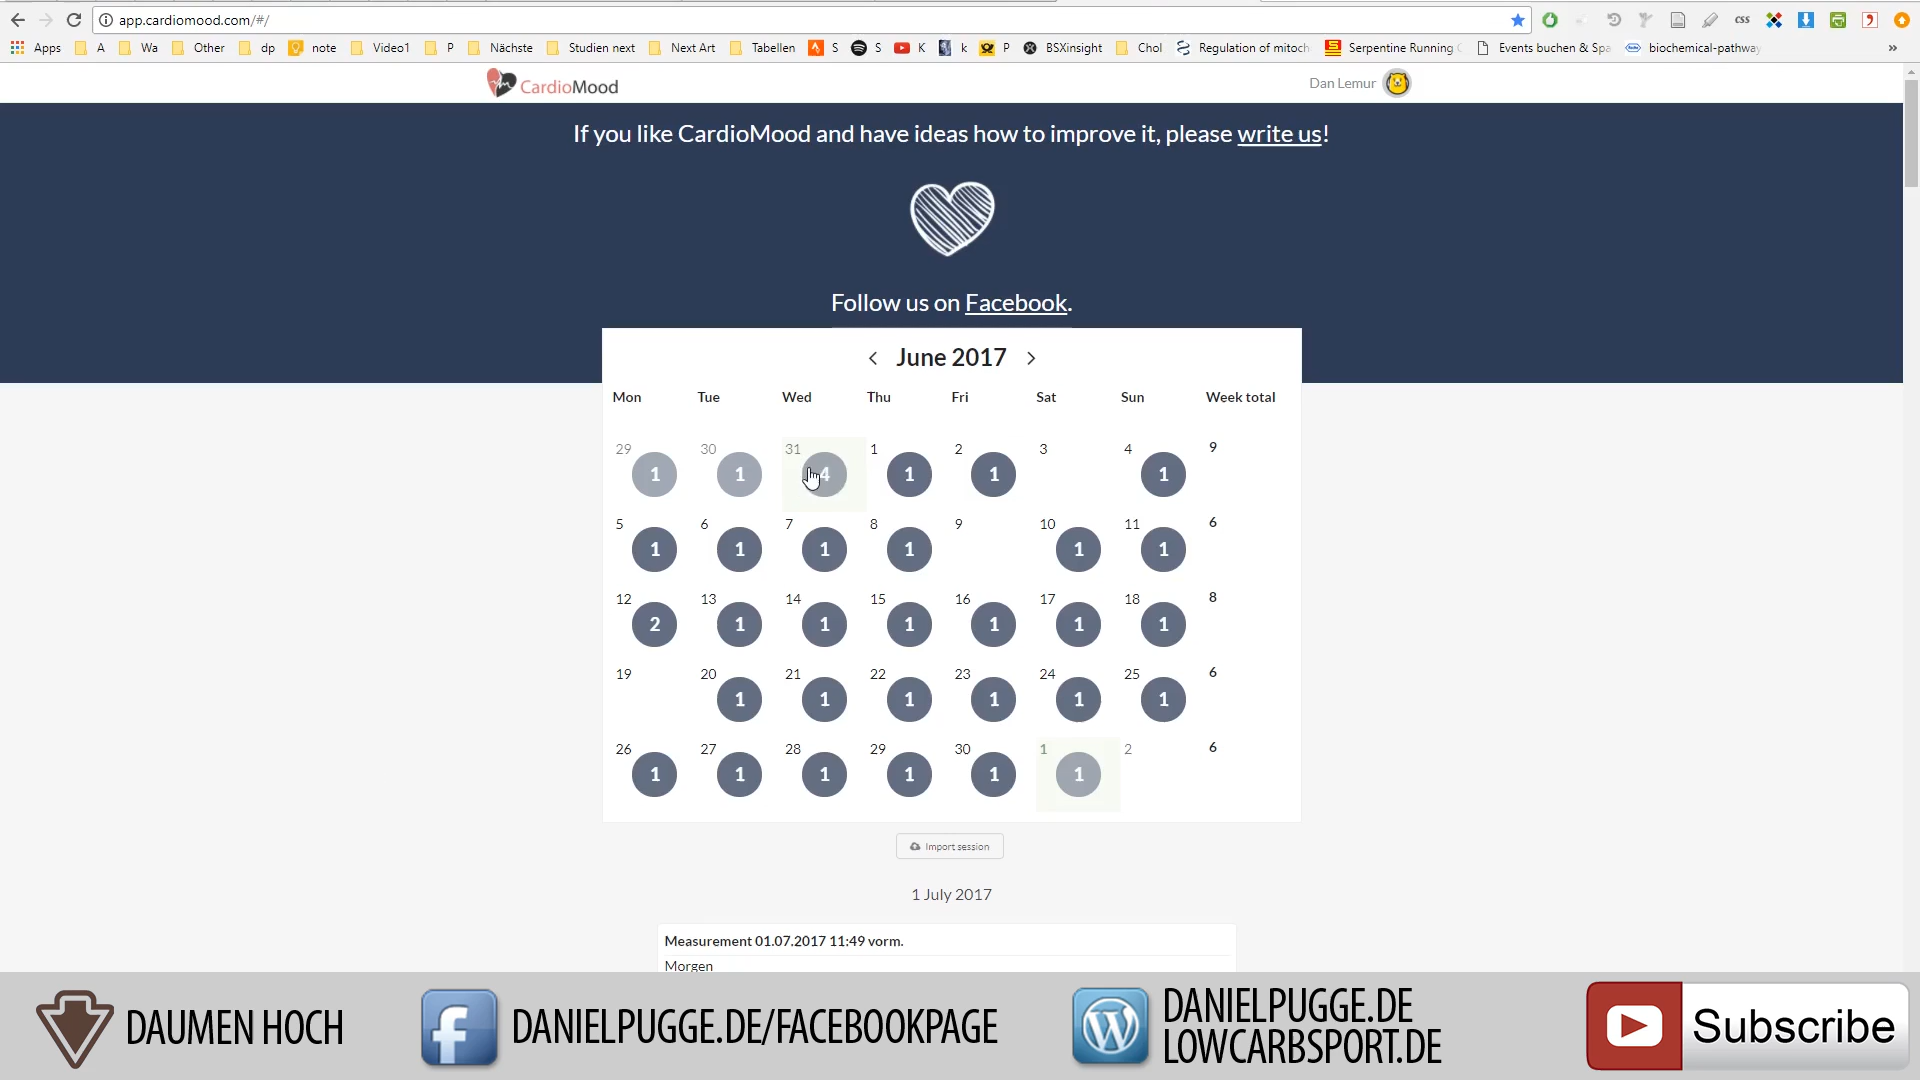 app.cardiomood.com/#/
Apps A Wa Other dp note Video1 P Nächste Studien next Next Art Tabellen S S K k P BSXinsight Chol Regulation of mitoch Serpentine Running Events buchen & Spa biochemical-pathway »
CardioMood
Dan Lemur
If you like CardioMood and have ideas how to improve it, please write us!
Follow us on Facebook.
June 2017
Mon Tue Wed Thu Fri Sat Sun Week total
29 30 31 1 2 3 4 9
1 1 4 1 1 1
5 6 7 8 9 10 11 6
1 1 1 1 1 1
12 13 14 15 16 17 18 8
2 1 1 1 1 1 1
19 20 21 22 23 24 25 6
1 1 1 1 1 1
26 27 28 29 30 1 2 6
1 1 1 1 1 1
Import session
1 July 2017
Measurement 01.07.2017 11:49 vorm.
Morgen
DAUMEN HOCH
DANIELPUGGE.DE/FACEBOOKPAGE
DANIELPUGGE.DE
LOWCARBSPORT.DE
Subscribe